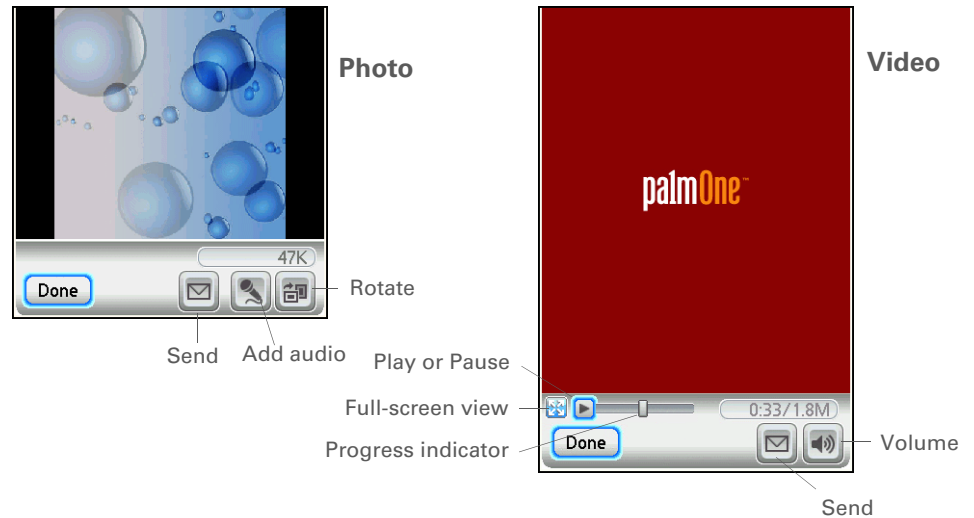 Photo
47K
Done
Rotate
Send
Add audio
Video
palmOne™
Play or Pause
Full-screen view
0:33/1.8M
Progress indicator
Done
Volume
Send